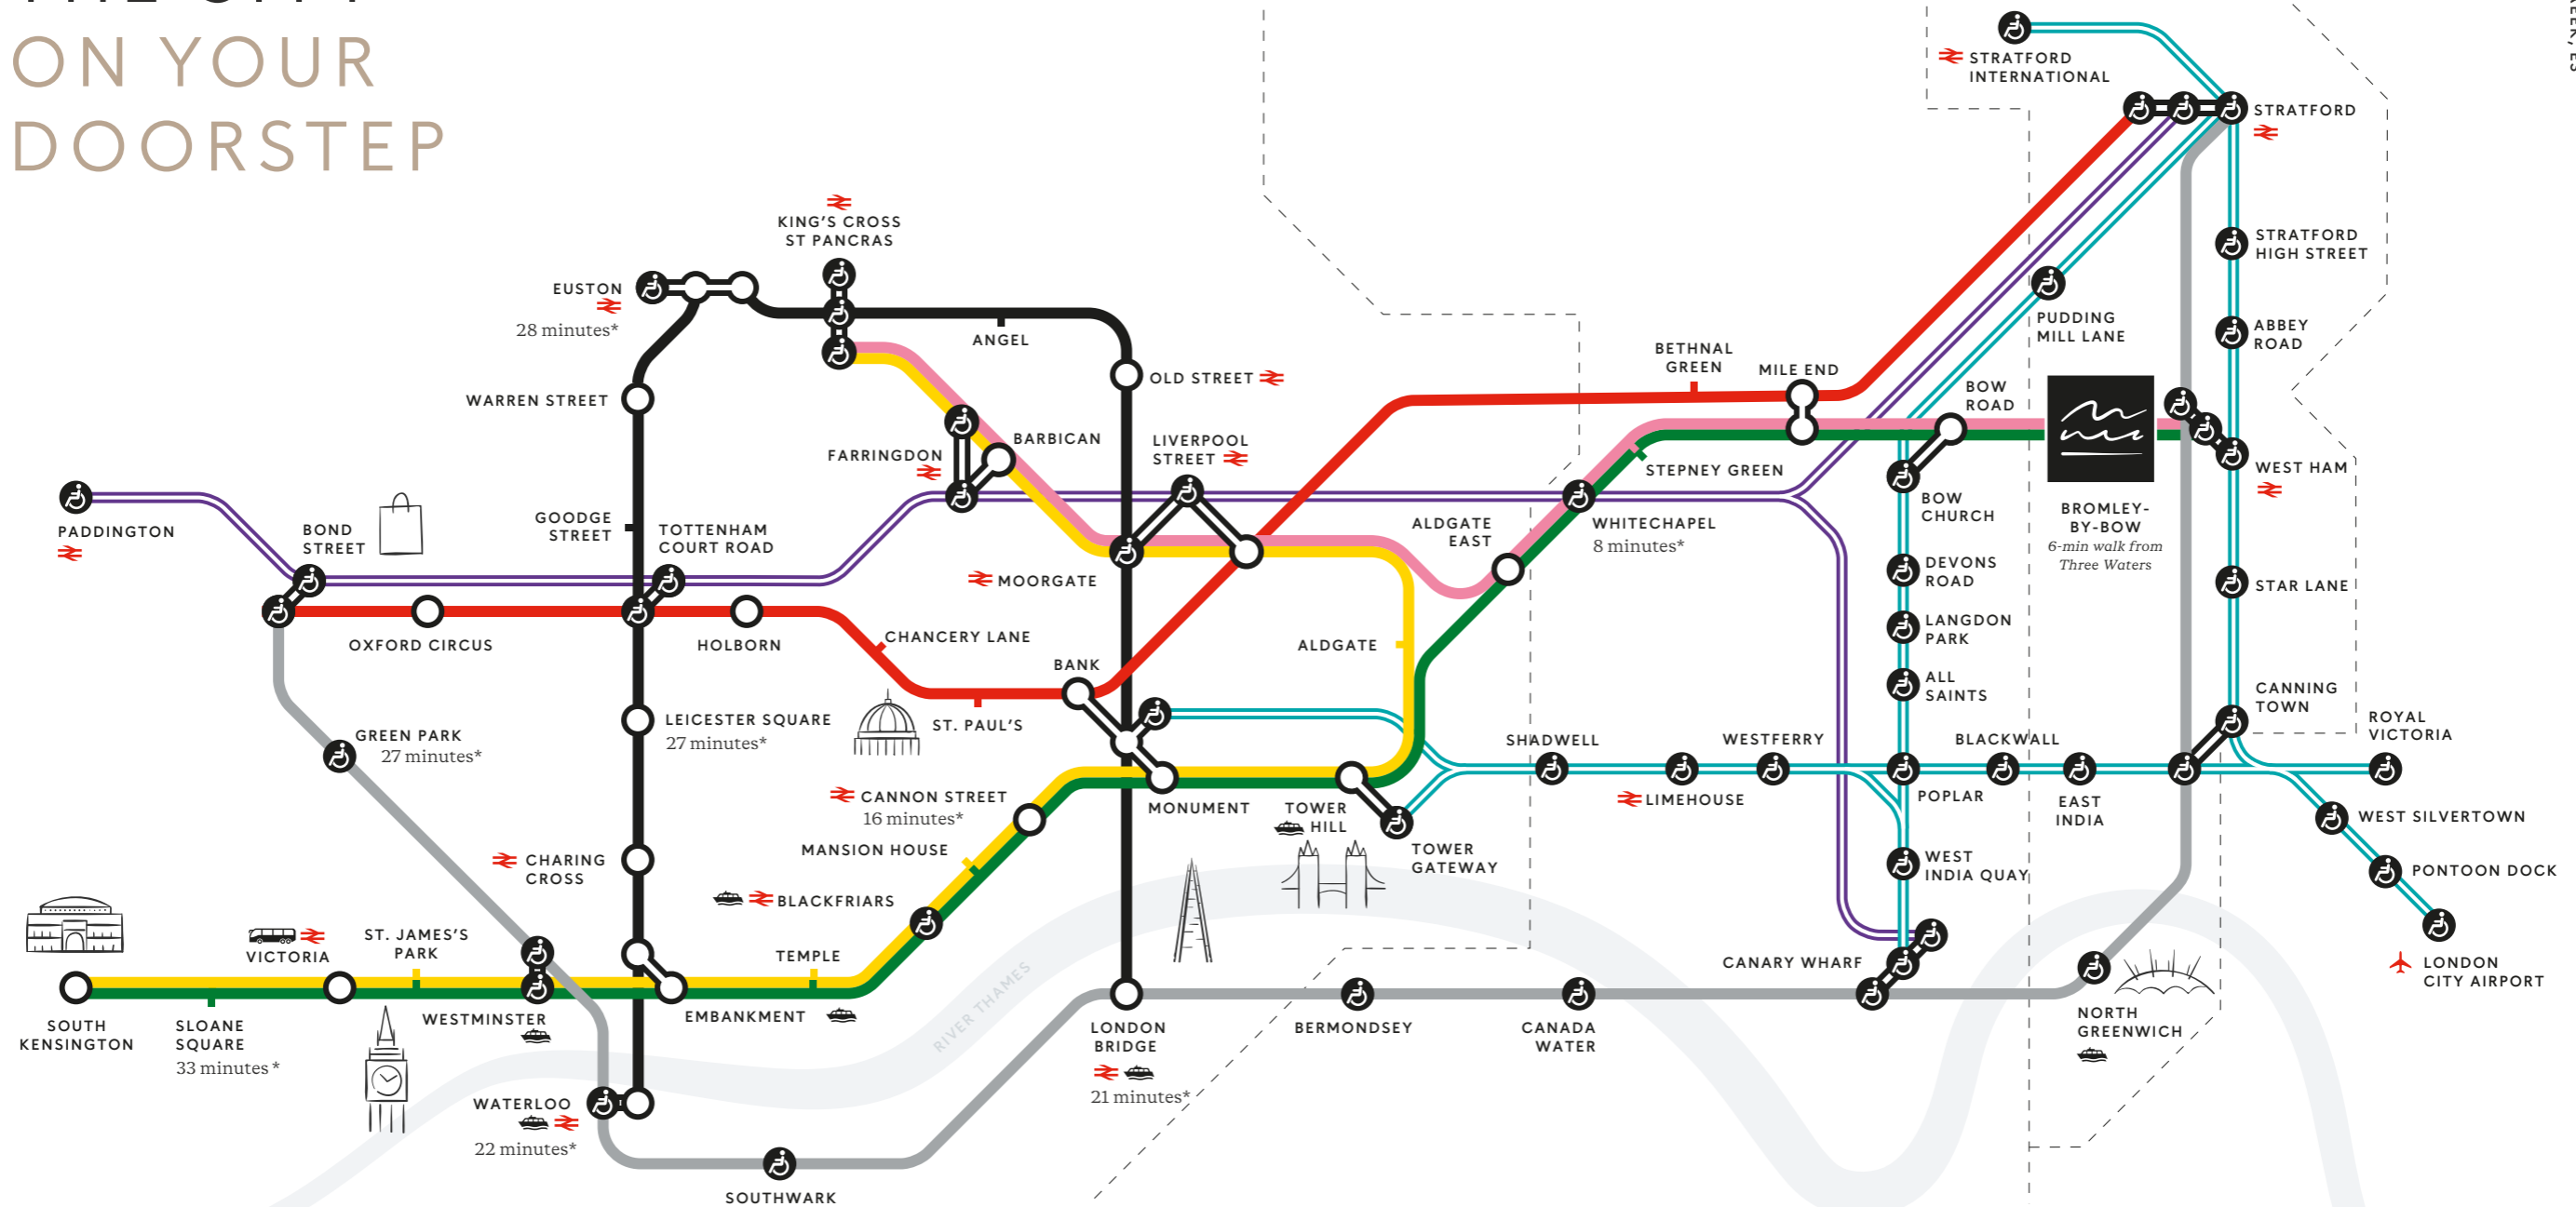 ON YOUR
DOORSTEP
STRATFORD
INTERNATIONAL
STRATFORD
STRATFORD
HIGH STREET
PUDDING
MILL LANE
ABBEY
ROAD
KING'S CROSS
ST PANCRAS
EUSTON
28 minutes*
ANGEL
OLD STREET
WARREN STREET
BETHNAL
GREEN
MILE END
BOW
ROAD
FARRINGDON
BARBICAN
LIVERPOOL
STREET
STEPNEY GREEN
WEST HAM
BOW
CHURCH
BROMLEY-
BY-BOW
6-min walk from
Three Waters
PADDINGTON
BOND
STREET
GOODGE
STREET
TOTTENHAM
COURT ROAD
MOORGATE
ALDGATE
EAST
WHITECHAPEL
8 minutes*
DEVONS
ROAD
STAR LANE
OXFORD CIRCUS
HOLBORN
CHANCERY LANE
ALDGATE
LANGDON
PARK
BANK
ALL
SAINTS
CANNING
TOWN
GREEN PARK
27 minutes*
LEICESTER SQUARE
27 minutes*
ST. PAUL'S
SHADWELL
WESTFERRY
BLACKWALL
ROYAL
VICTORIA
CANNON STREET
16 minutes*
MONUMENT
TOWER
HILL
LIMEHOUSE
POPLAR
EAST
INDIA
WEST SILVERTOWN
MANSION HOUSE
TOWER
GATEWAY
WEST
INDIA QUAY
PONTOON DOCK
CHARING
CROSS
BLACKFRIARS
VICTORIA
ST. JAMES'S
PARK
TEMPLE
CANARY WHARF
LONDON
CITY AIRPORT
RIVER THAMES
SOUTH
KENSINGTON
SLOANE
SQUARE
33 minutes *
WESTMINSTER
EMBANKMENT
LONDON
BRIDGE
21 minutes*
BERMONDSEY
CANADA
WATER
NORTH
GREENWICH
WATERLOO
22 minutes*
SOUTHWARK